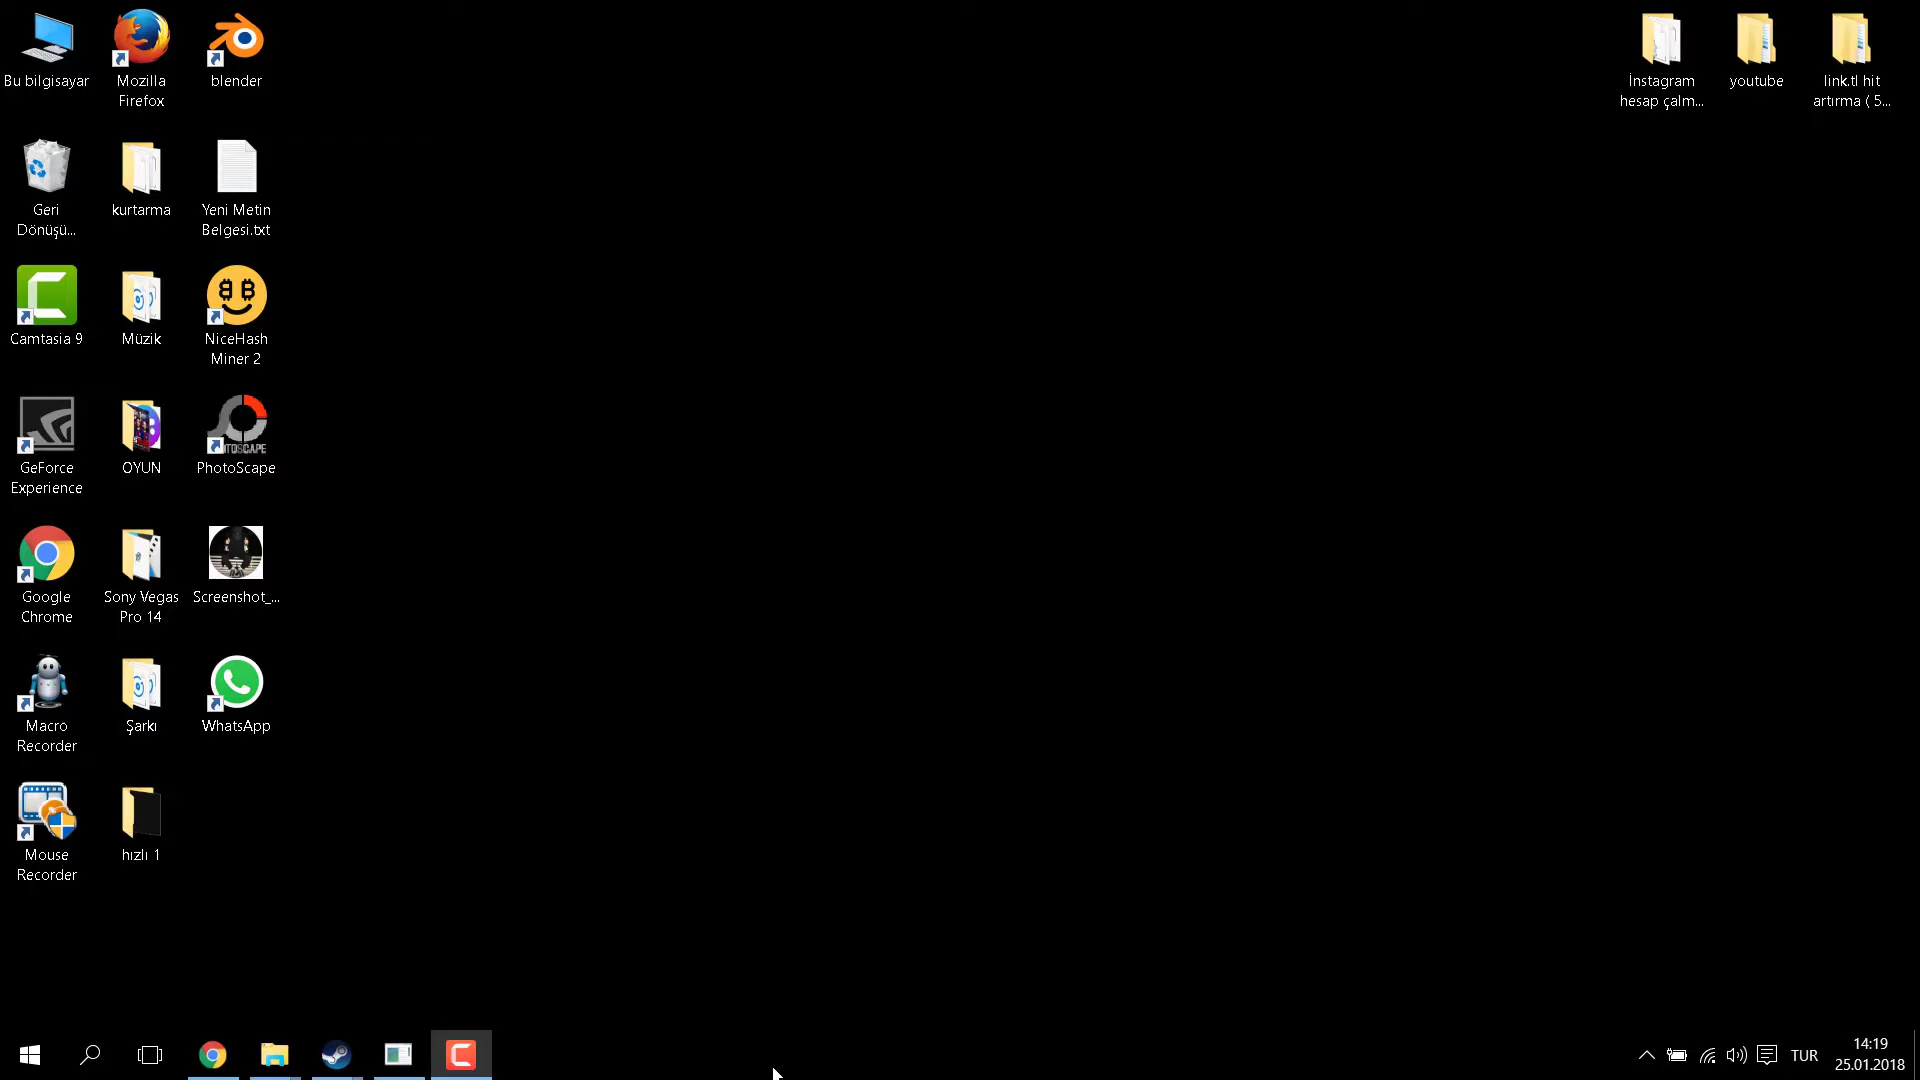 Bu bilgisayar
Mozilla
Firefox
blender
İnstagram
hesap çalm...
youtube
link.tl hit
artırma ( 5...
Geri
Dönüşü...
kurtarma
Yeni Metin
Belgesi.txt
Camtasia 9
Müzik
NiceHash
Miner 2
GeForce
Experience
OYUN
PhotoScape
Google
Chrome
Sony Vegas
Pro 14
Screenshot_...
Macro
Recorder
Şarkı
WhatsApp
Mouse
Recorder
hızlı 1
TUR
14:19
25.01.2018